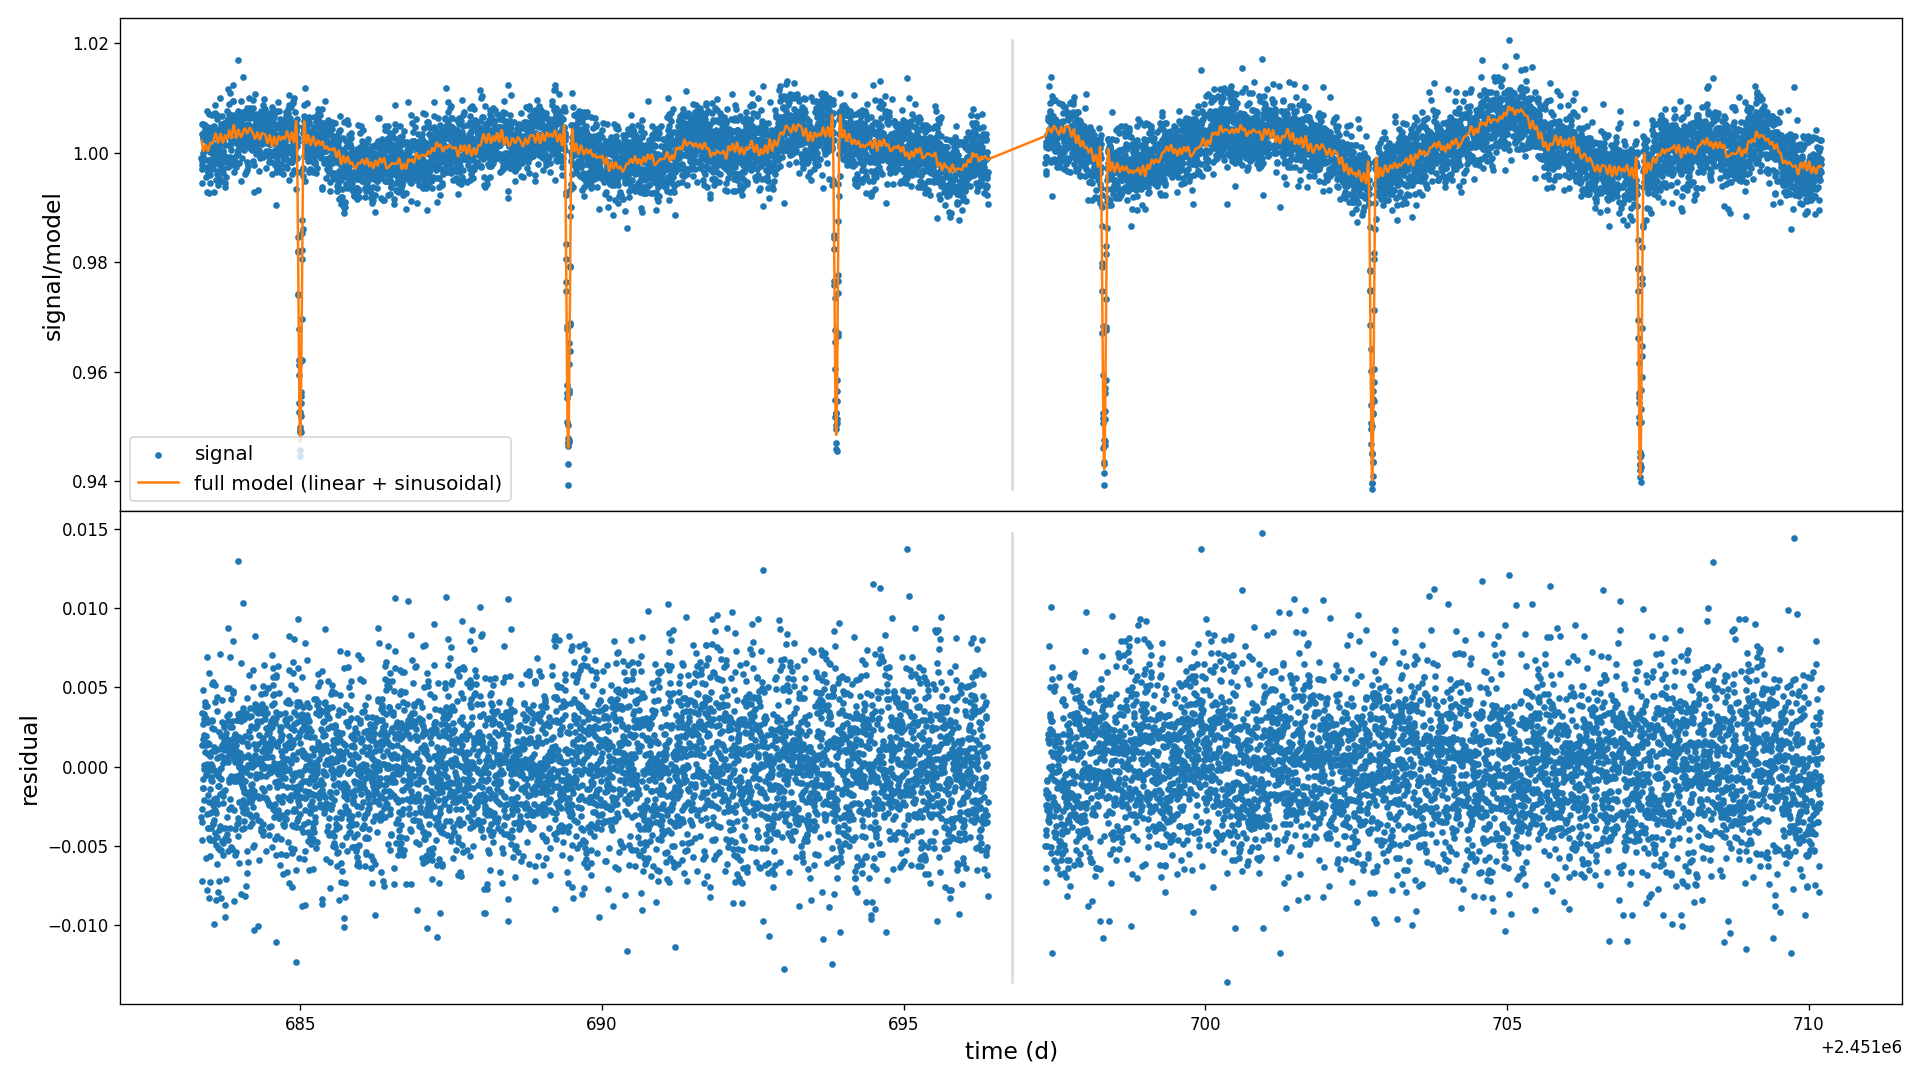 1.02
1.00
0.98
0.96
0.94
signal/model
signal
full model (linear + sinusoidal)
0.015
0.010
0.005
0.000
−0.005
−0.010
residual
685 690 695 700 705 710
time (d)
+2.451e6